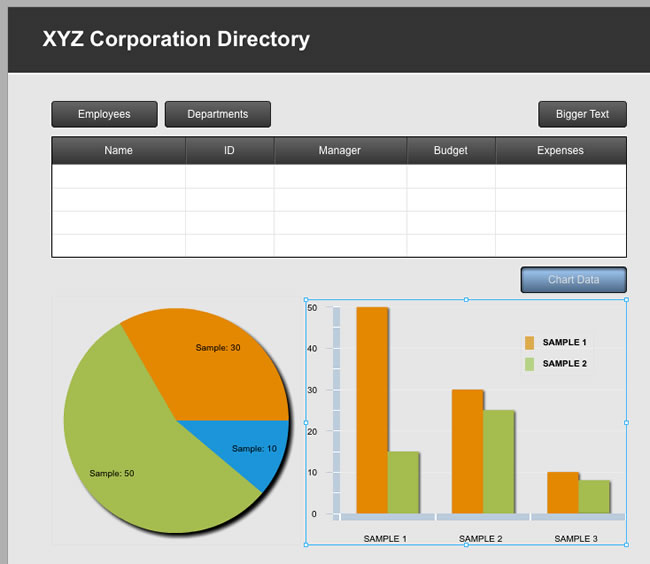 XYZ Corporation Directory
Employees Departments Bigger Text
Name ID Manager Budget Expenses
Chart Data
Sample: 30
Sample: 10
Sample: 50
50
40
30
20
10
0
SAMPLE 1
SAMPLE 2
SAMPLE 1 SAMPLE 2 SAMPLE 3